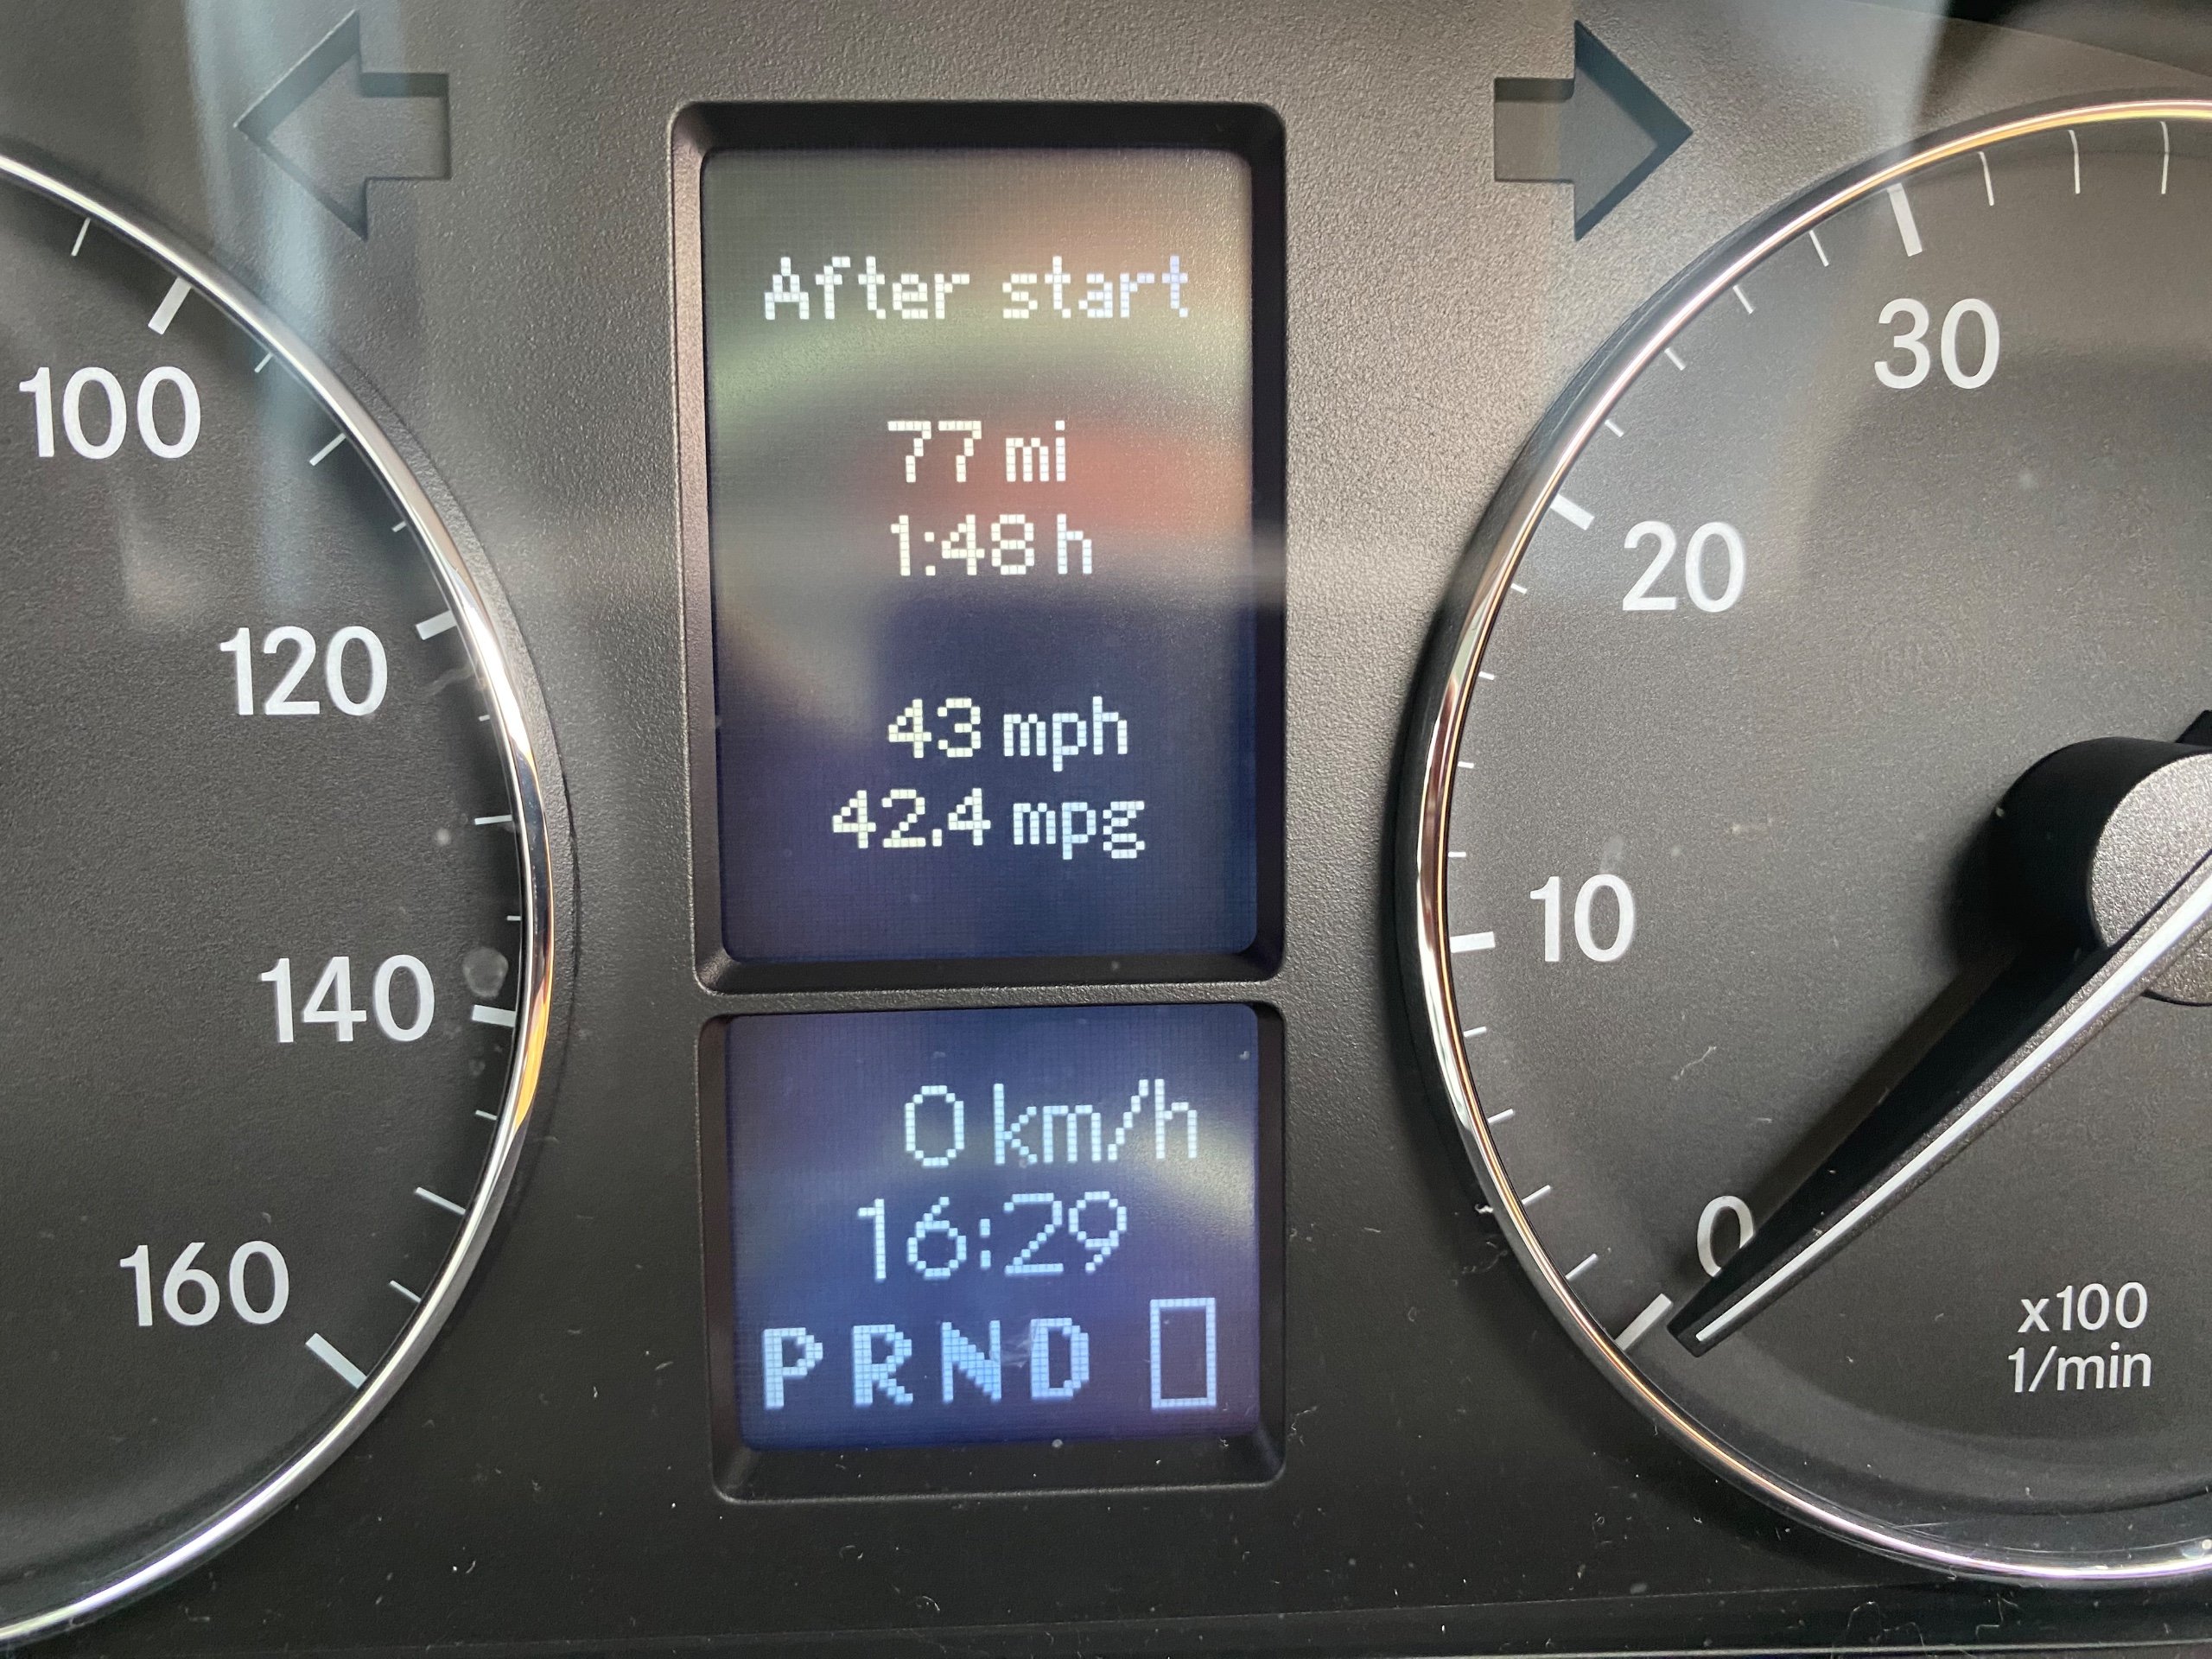 After start
77 mi
1:48 h
43 mph
42.4 mpg
0 km/h
16:29
P R N D
100
120
140
160
30
20
10
0
x100
1/min